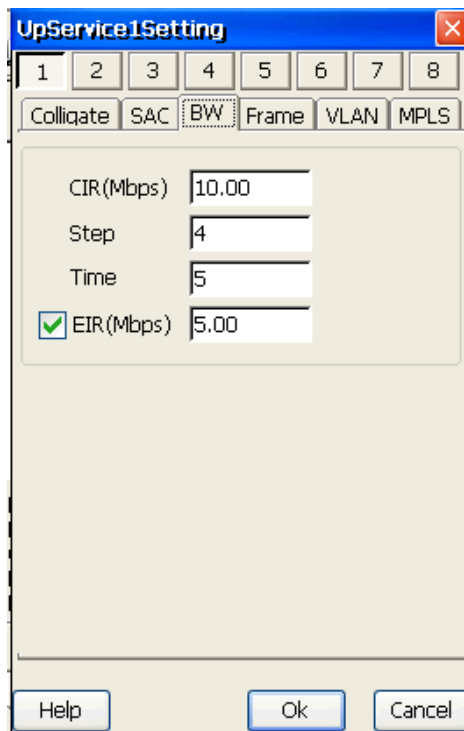 UpService1Setting
1 2 3 4 5 6 7 8
Colligate SAC BW Frame VLAN MPLS
CIR(Mbps) 10.00
Step 4
Time 5
EIR(Mbps) 5.00
Help Ok Cancel